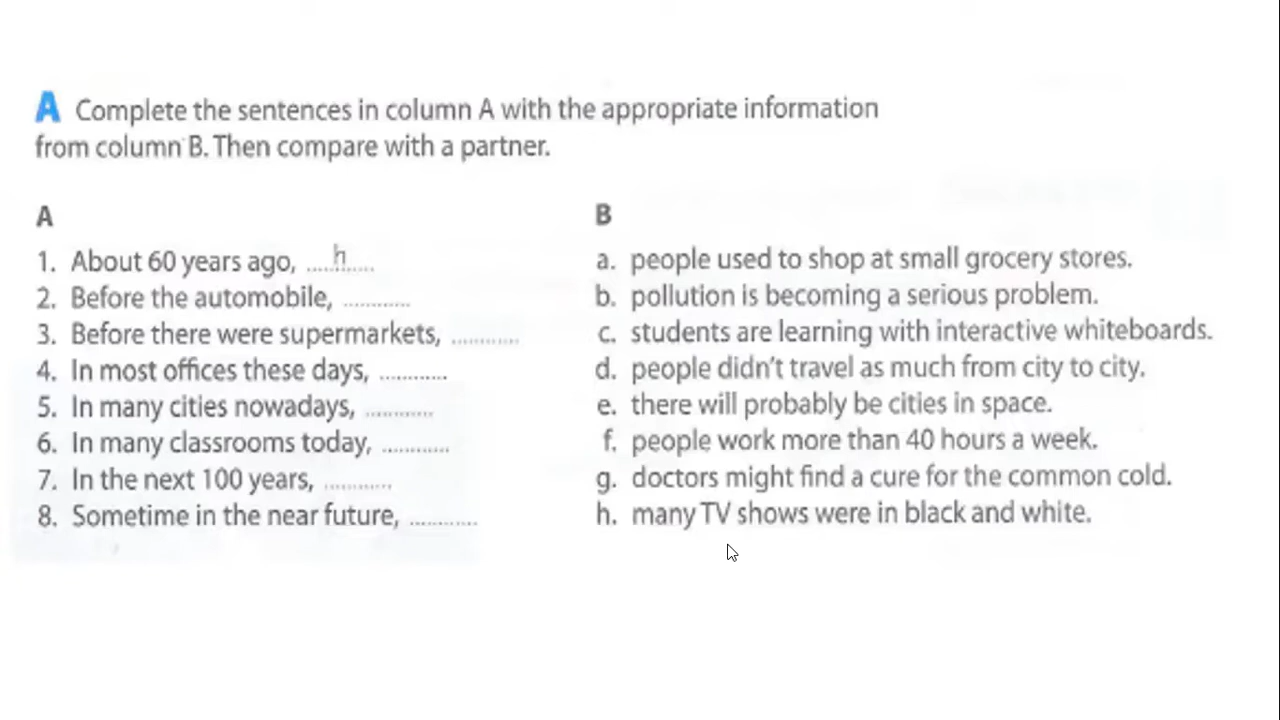 A Complete the sentences in column A with the appropriate information
from column B. Then compare with a partner.
A
1. About 60 years ago, ......h......
2. Before the automobile, ............
3. Before there were supermarkets, ............
4. In most offices these days, ............
5. In many cities nowadays, ............
6. In many classrooms today, ............
7. In the next 100 years, ............
8. Sometime in the near future, ............
B
a. people used to shop at small grocery stores.
b. pollution is becoming a serious problem.
c. students are learning with interactive whiteboards.
d. people didn't travel as much from city to city.
e. there will probably be cities in space.
f. people work more than 40 hours a week.
g. doctors might find a cure for the common cold.
h. many TV shows were in black and white.